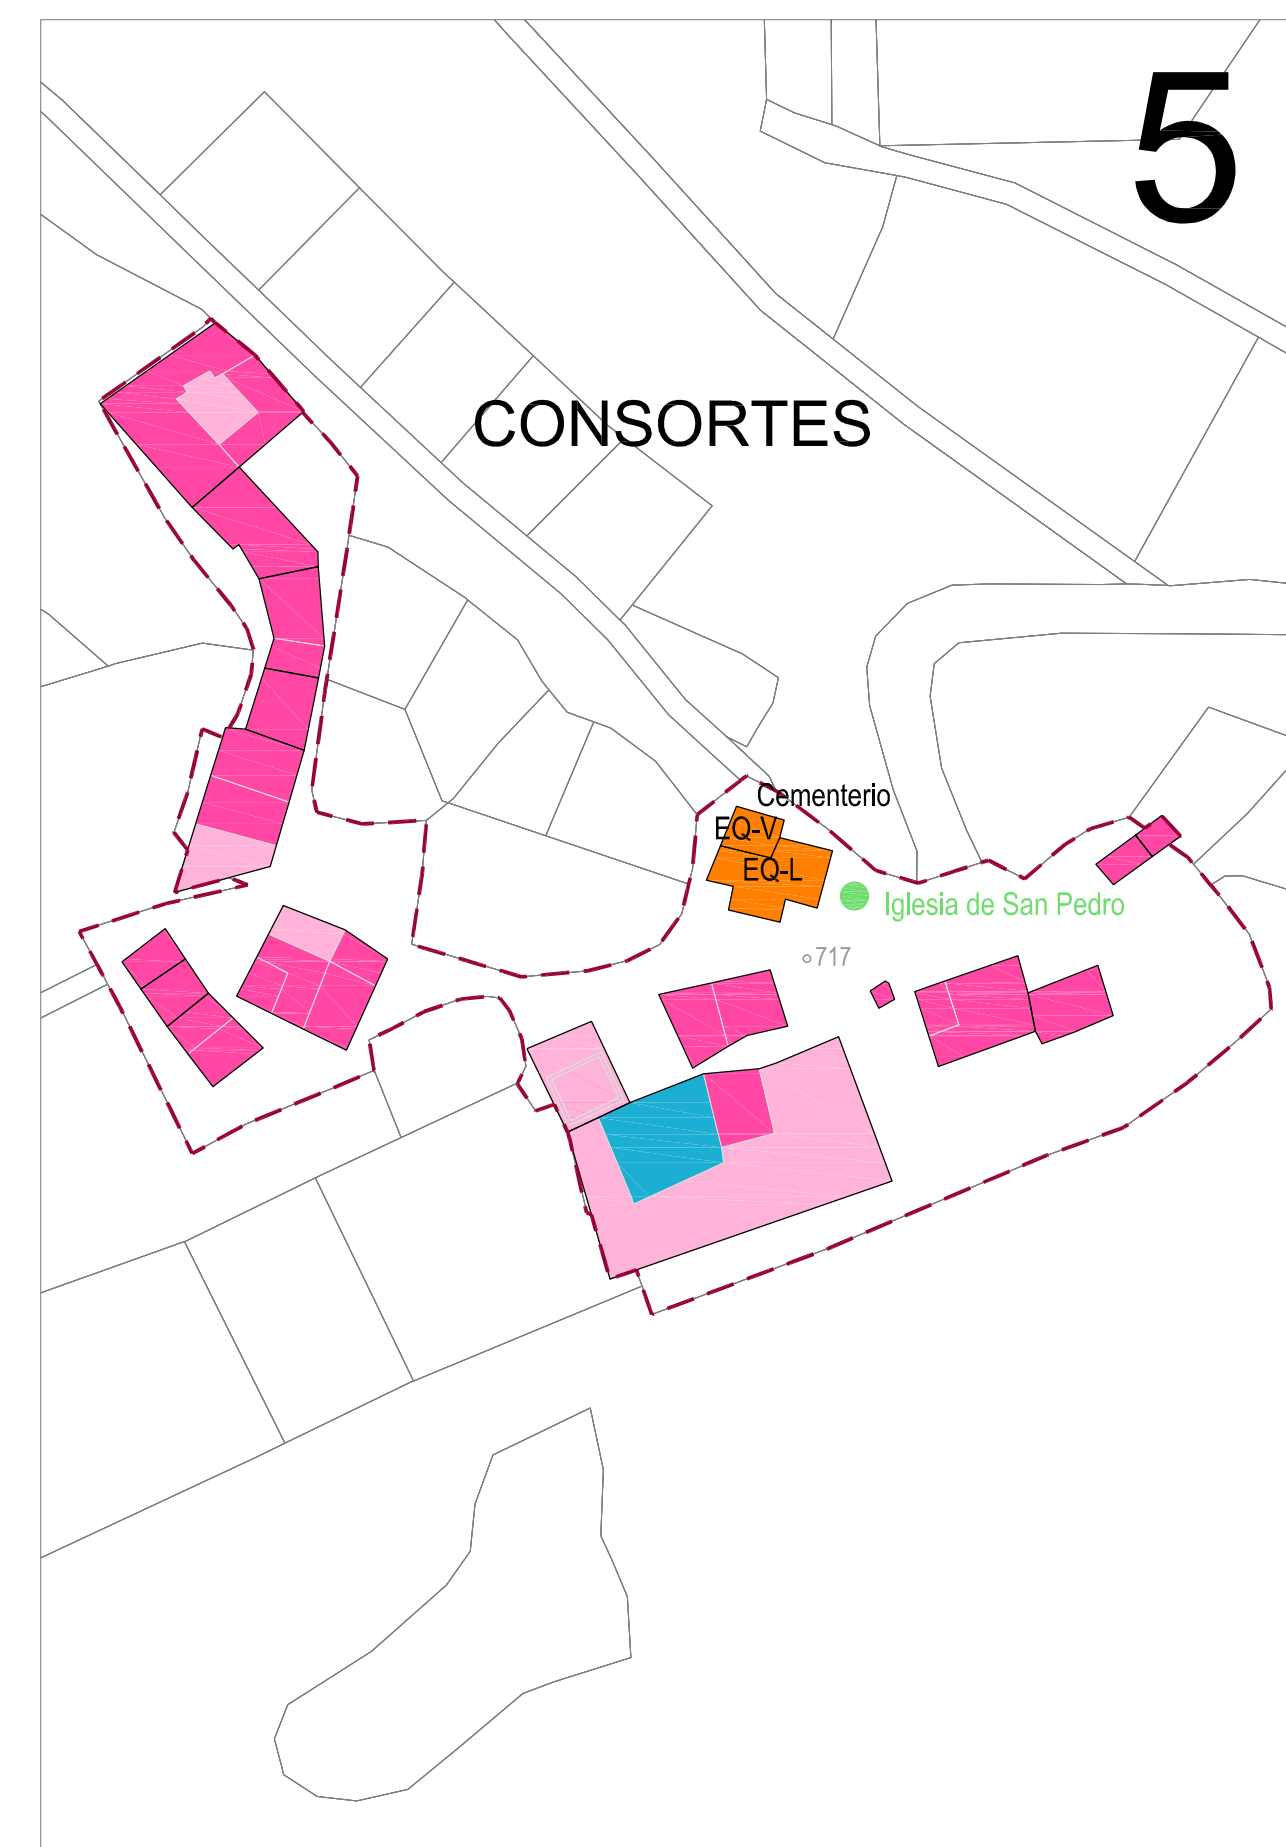 5
CONSORTES
Cementerio
EQ-V
EQ-L
Iglesia de San Pedro
717